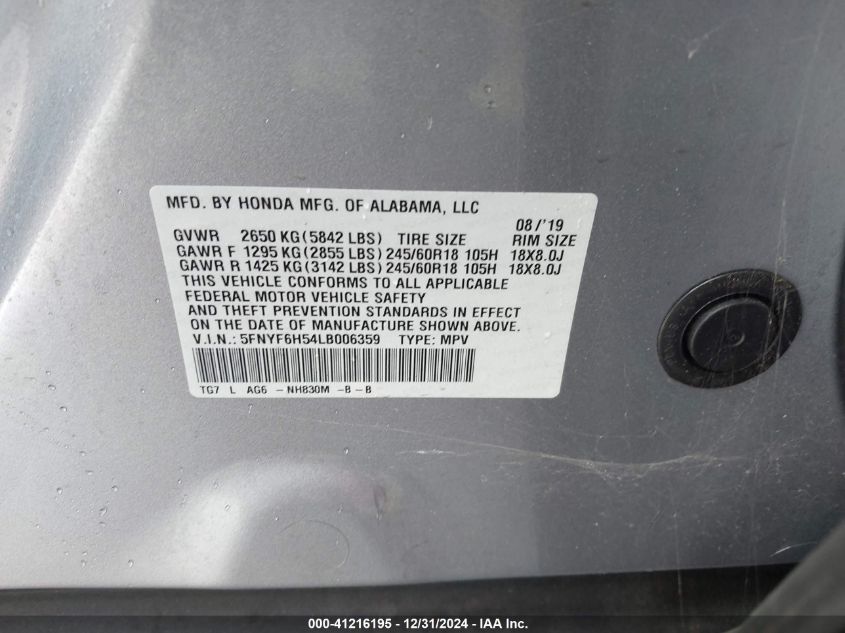 MFD. BY HONDA MFG. OF ALABAMA, LLC
08/'19
GVWR 2650 KG (5842 LBS) TIRE SIZE RIM SIZE
GAWR F 1295 KG (2855 LBS) 245/60R18 105H 18X8.0J
GAWR R 1425 KG (3142 LBS) 245/60R18 105H 18X8.0J
THIS VEHICLE CONFORMS TO ALL APPLICABLE
FEDERAL MOTOR VEHICLE SAFETY
AND THEFT PREVENTION STANDARDS IN EFFECT
ON THE DATE OF MANUFACTURE SHOWN ABOVE.
V.I.N.: 5FNYF6H54LB006359 TYPE: MPV
TG7 L AG6 - NH830M -B - B
000-41216195 - 12/31/2024 - IAA Inc.